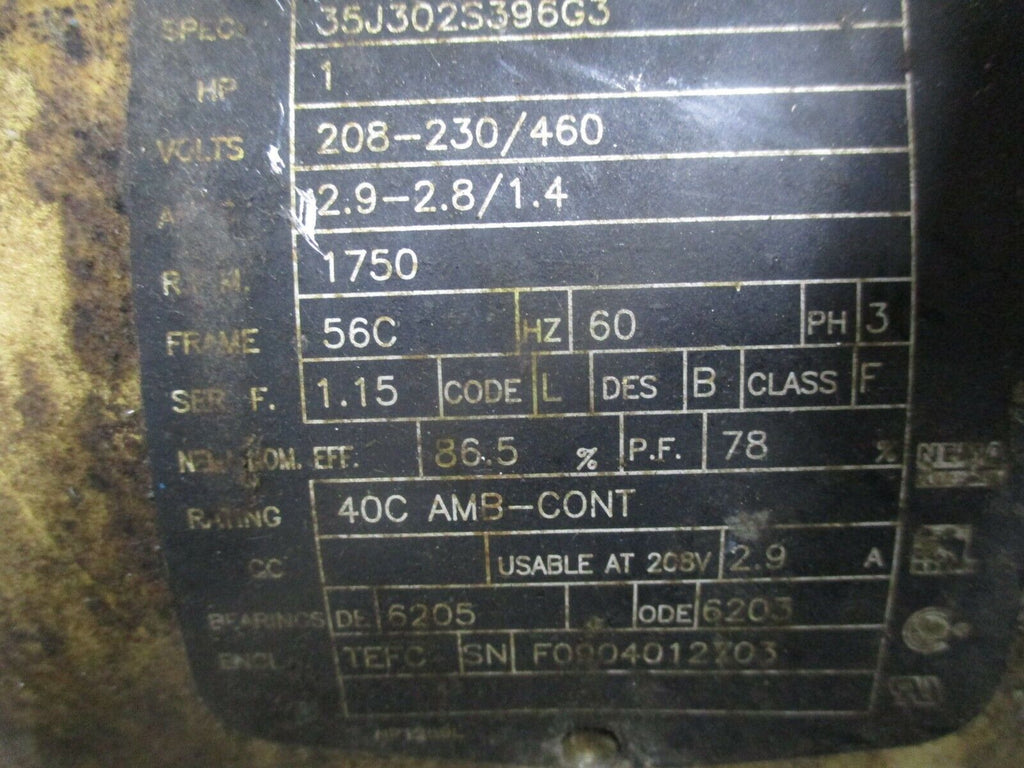 SPEC. 35J302S396G3
HP 1
VOLTS 208-230/460
2.9-2.8/1.4
1750
FRAME 56C HZ 60 PH 3
SER. F. 1.15 CODE L DES B CLASS F
NOM. EFF. 86.5 % P.F. 78 %
RATING 40C AMB-CONT
CC USABLE AT 208V 2.9 A
BEARINGS DE 6205 ODE 6203
ENCL TEFC SN